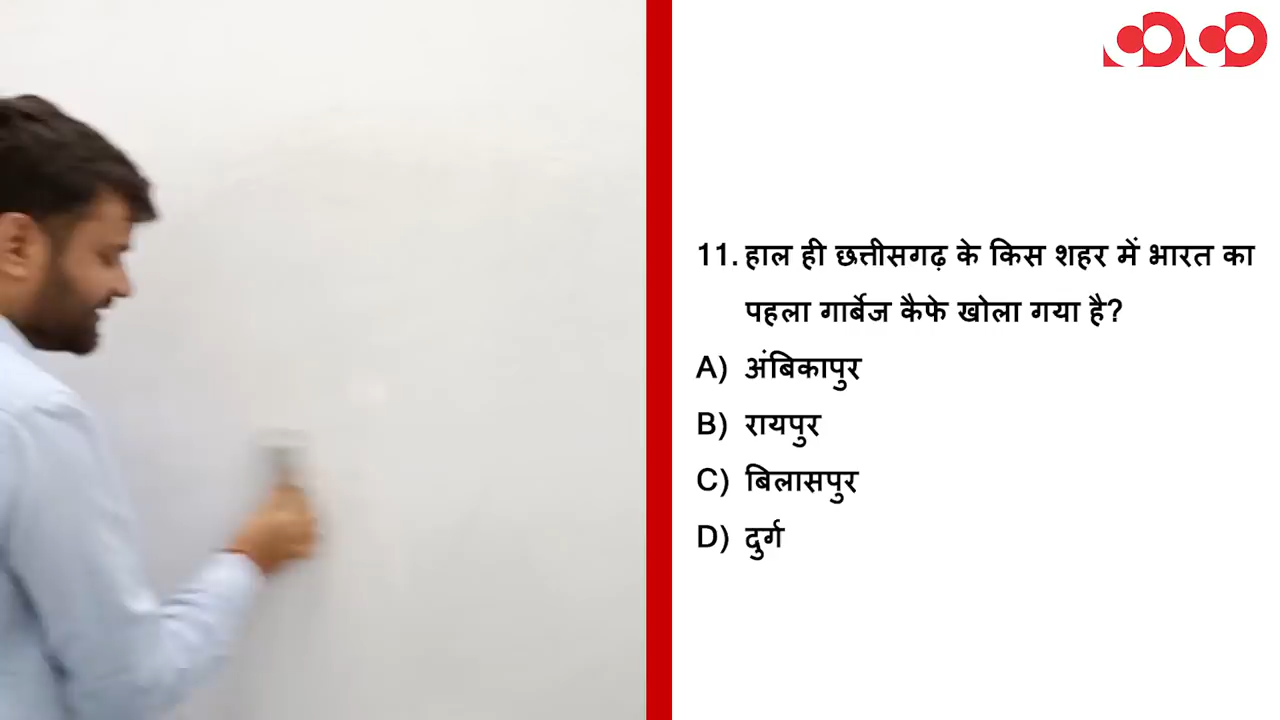 11. हाल ही छत्तीसगढ़ के किस शहर में भारत का
पहला गार्बेज कैफे खोला गया है?
A) अंबिकापुर
B) रायपुर
C) बिलासपुर
D) दुर्ग